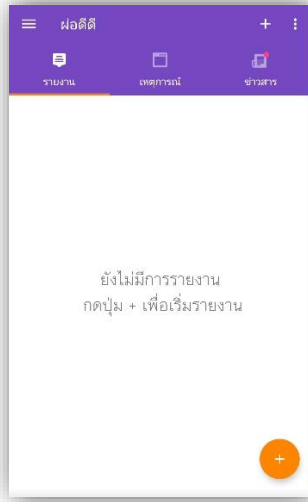 ผ่อดีดี
รายงาน
เหตุการณ์
ข่าวสาร
ยังไม่มีการรายงาน
กดปุ่ม + เพื่อเริ่มรายงาน